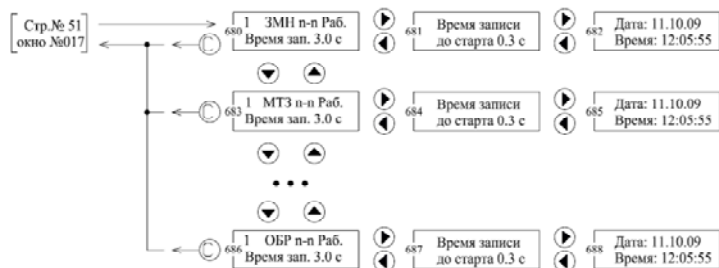 Стр.№ 51
окно №017
C
680
1 ЗМН n-n Раб.
Время зап. 3.0 с
681
Время записи
до старта 0.3 с
682
Дата: 11.10.09
Время: 12:05:55
C
683
1 МТЗ n-n Раб.
Время зап. 3.0 с
684
Время записи
до старта 0.3 с
685
Дата: 11.10.09
Время: 12:05:55
C
686
1 ОБР n-n Раб.
Время зап. 3.0 с
687
Время записи
до старта 0.3 с
688
Дата: 11.10.09
Время: 12:05:55